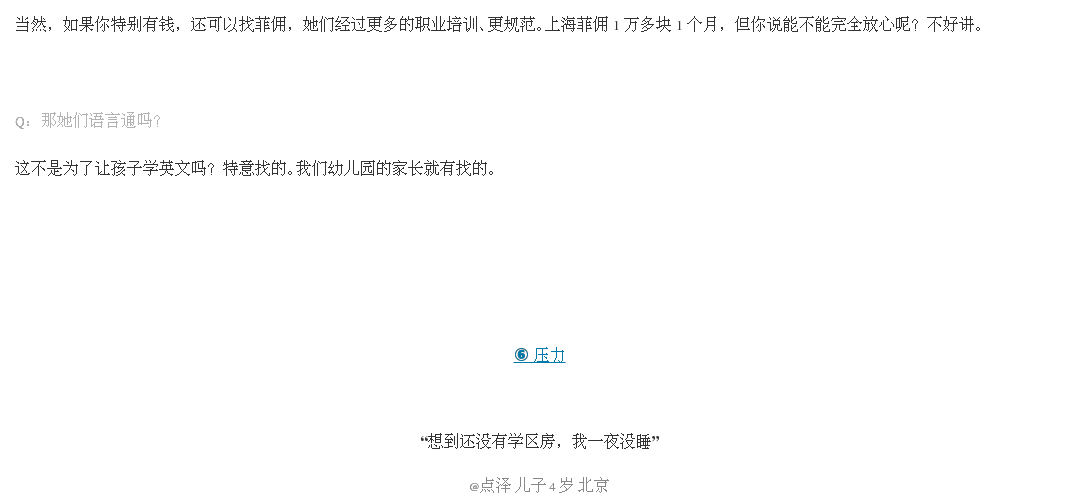 当然，如果你特别有钱，还可以找菲佣，她们经过更多的职业培训、更规范。上海菲佣 1 万多块 1 个月，但你说能不能完全放心呢？不好讲。
Q：那她们语言通吗？
这不是为了让孩子学英文吗？特意找的。我们幼儿园的家长就有找的。
⑥ 压力
“想到还没有学区房，我一夜没睡”
@点泽 儿子 4 岁 北京